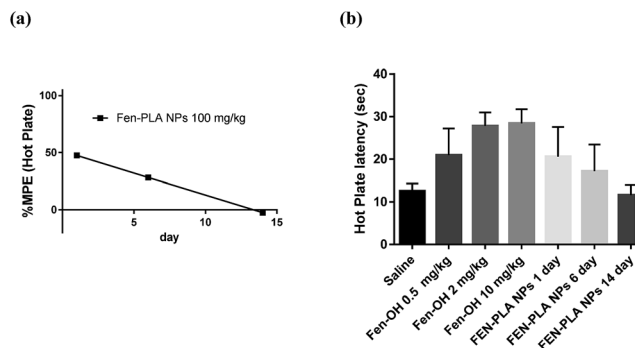 (a)
(b)
100
50
0
%MPE (Hot Plate)
Fen-PLA NPs 100 mg/kg
5
10
15
day
40
30
20
10
0
Hot Plate latency (sec)
Saline
Fen-OH 0.5 mg/kg
Fen-OH 2 mg/kg
Fen-OH 10 mg/kg
FEN-PLA NPs 1 day
FEN-PLA NPs 6 day
FEN-PLA NPs 14 day